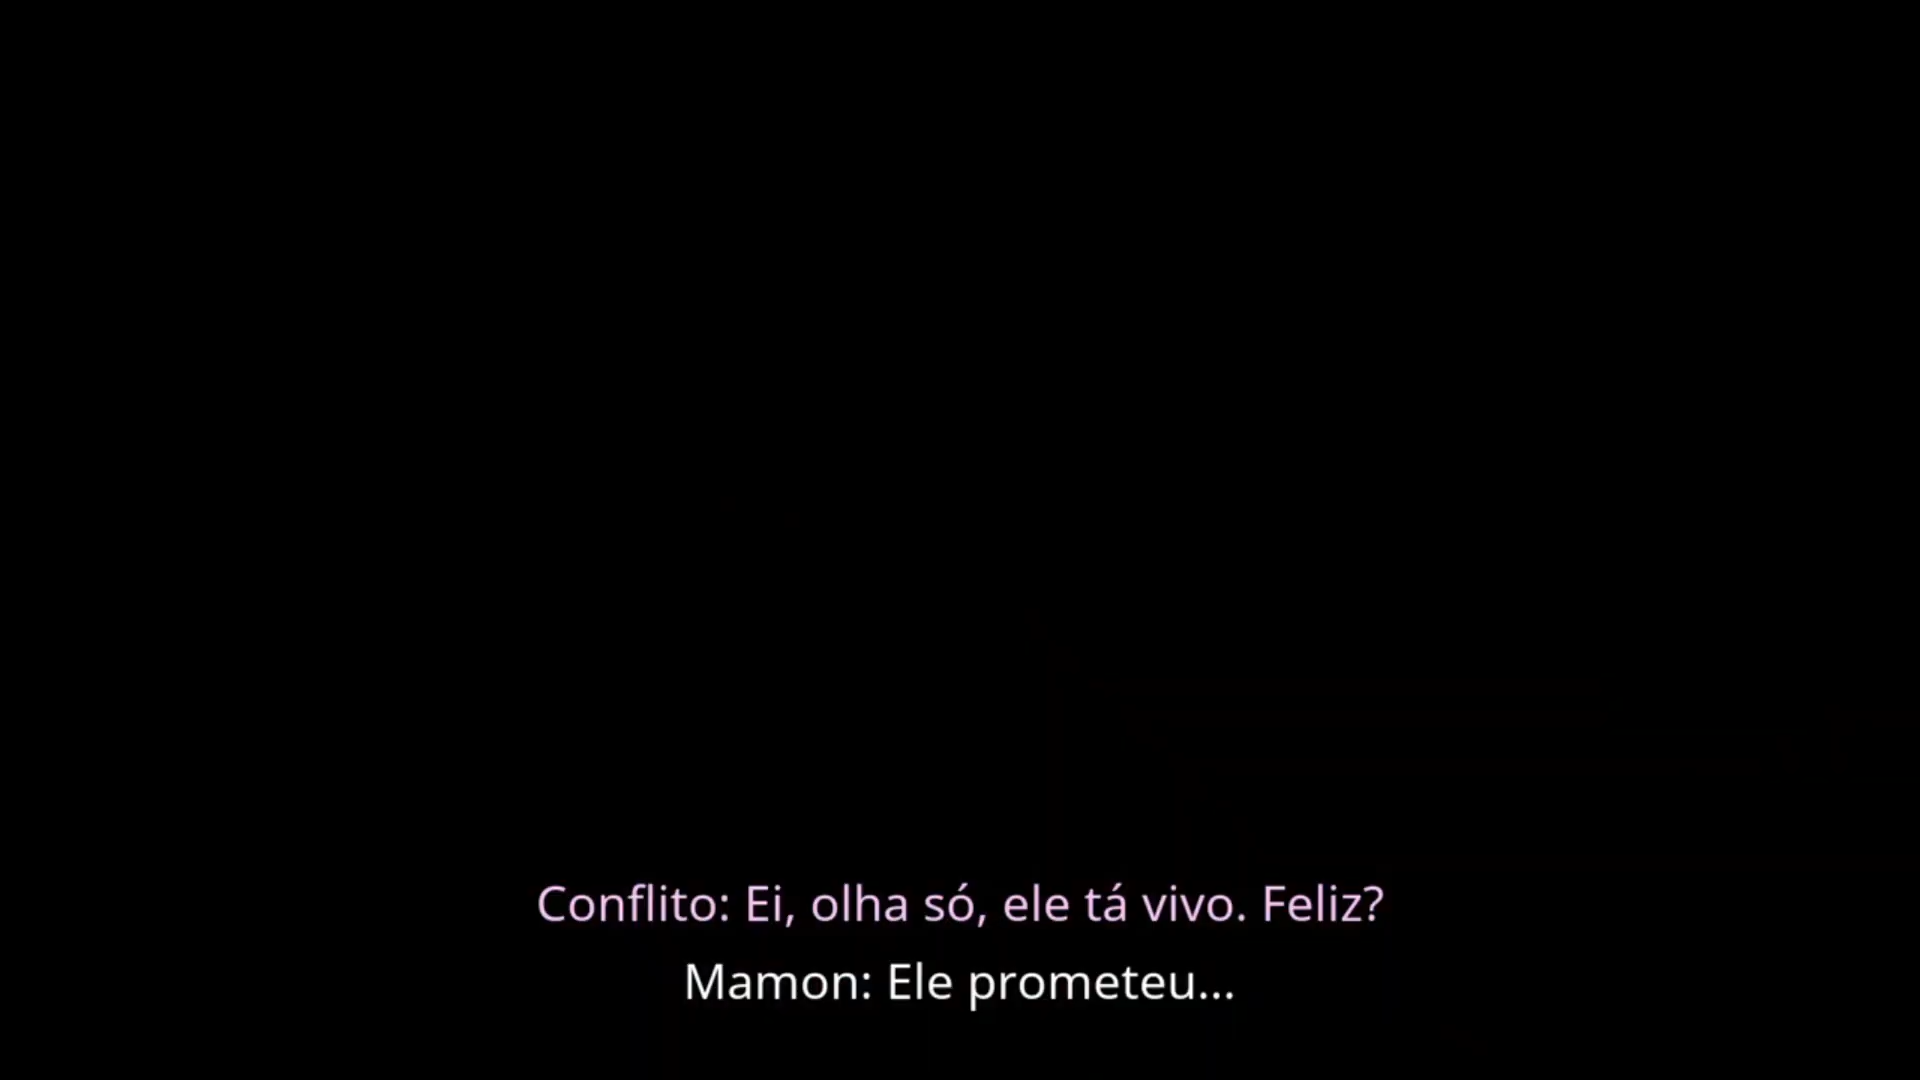 Conflito: Ei, olha só, ele tá vivo. Feliz?
Mamon: Ele prometeu...